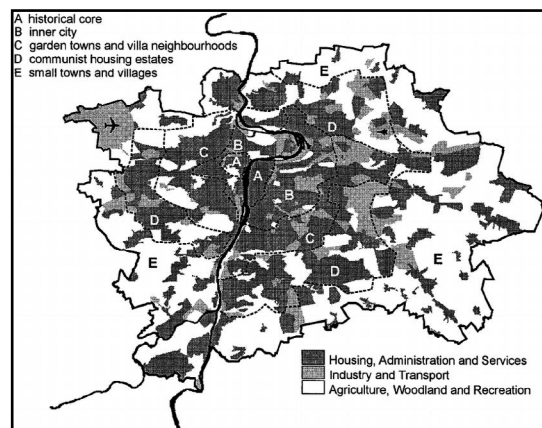 A historical core
B inner city
C garden towns and villa neighbourhoods
D communist housing estates
E small towns and villages
E
D
B
C
A
A
B
D
C
E
D
E
Housing, Administration and Services
Industry and Transport
Agriculture, Woodland and Recreation